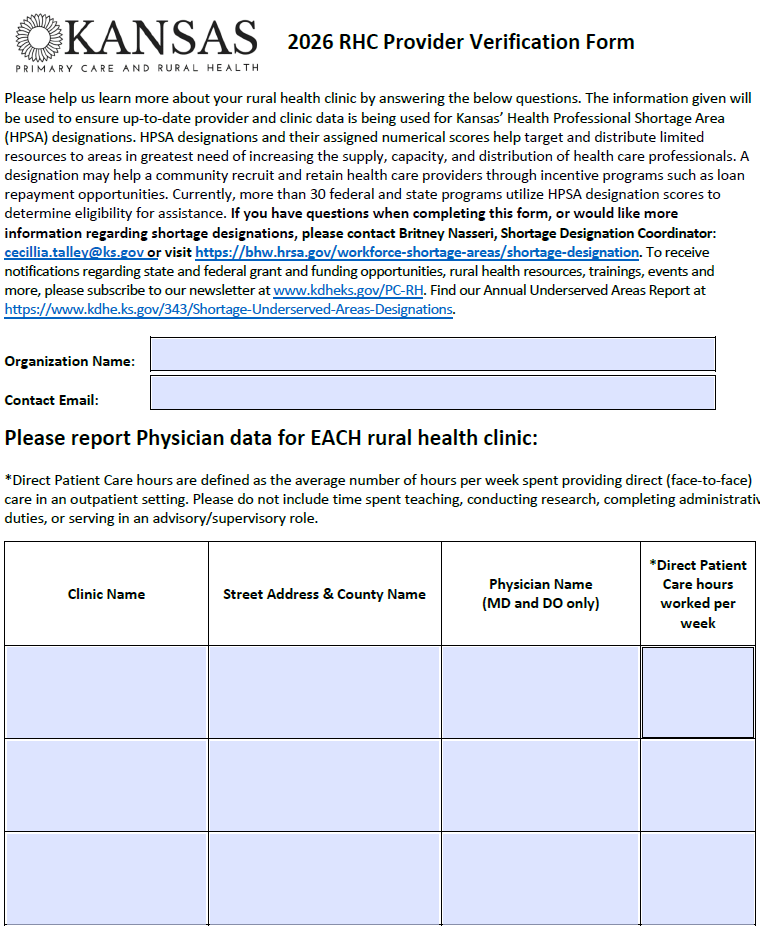 KANSAS
PRIMARY CARE AND RURAL HEALTH
2026 RHC Provider Verification Form
Please help us learn more about your rural health clinic by answering the below questions. The information given will
be used to ensure up-to-date provider and clinic data is being used for Kansas’ Health Professional Shortage Area
(HPSA) designations. HPSA designations and their assigned numerical scores help target and distribute limited
resources to areas in greatest need of increasing the supply, capacity, and distribution of health care professionals. A
designation may help a community recruit and retain health care providers through incentive programs such as loan
repayment opportunities. Currently, more than 30 federal and state programs utilize HPSA designation scores to
determine eligibility for assistance. If you have questions when completing this form, or would like more
information regarding shortage designations, please contact Britney Nasseri, Shortage Designation Coordinator:
cecillia.talley@ks.gov or visit https://bhw.hrsa.gov/workforce-shortage-areas/shortage-designation. To receive
notifications regarding state and federal grant and funding opportunities, rural health resources, trainings, events and
more, please subscribe to our newsletter at www.kdheks.gov/PC-RH. Find our Annual Underserved Areas Report at
https://www.kdhe.ks.gov/343/Shortage-Underserved-Areas-Designations.
Organization Name:
Contact Email:
Please report Physician data for EACH rural health clinic:
*Direct Patient Care hours are defined as the average number of hours per week spent providing direct (face-to-face)
care in an outpatient setting. Please do not include time spent teaching, conducting research, completing administrativ
duties, or serving in an advisory/supervisory role.
Clinic Name
Street Address & County Name
Physician Name
(MD and DO only)
*Direct Patient
Care hours
worked per
week